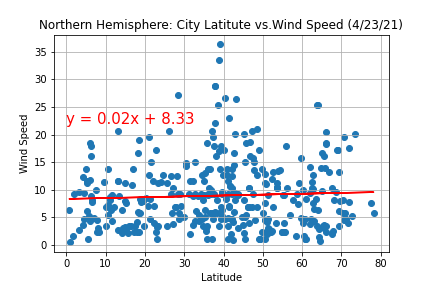 Northern Hemisphere: City Latitute vs.Wind Speed (4/23/21)
35
30
25
20
15
10
5
0
Wind Speed
y = 0.02x + 8.33
0 10 20 30 40 50 60 70 80
Latitude